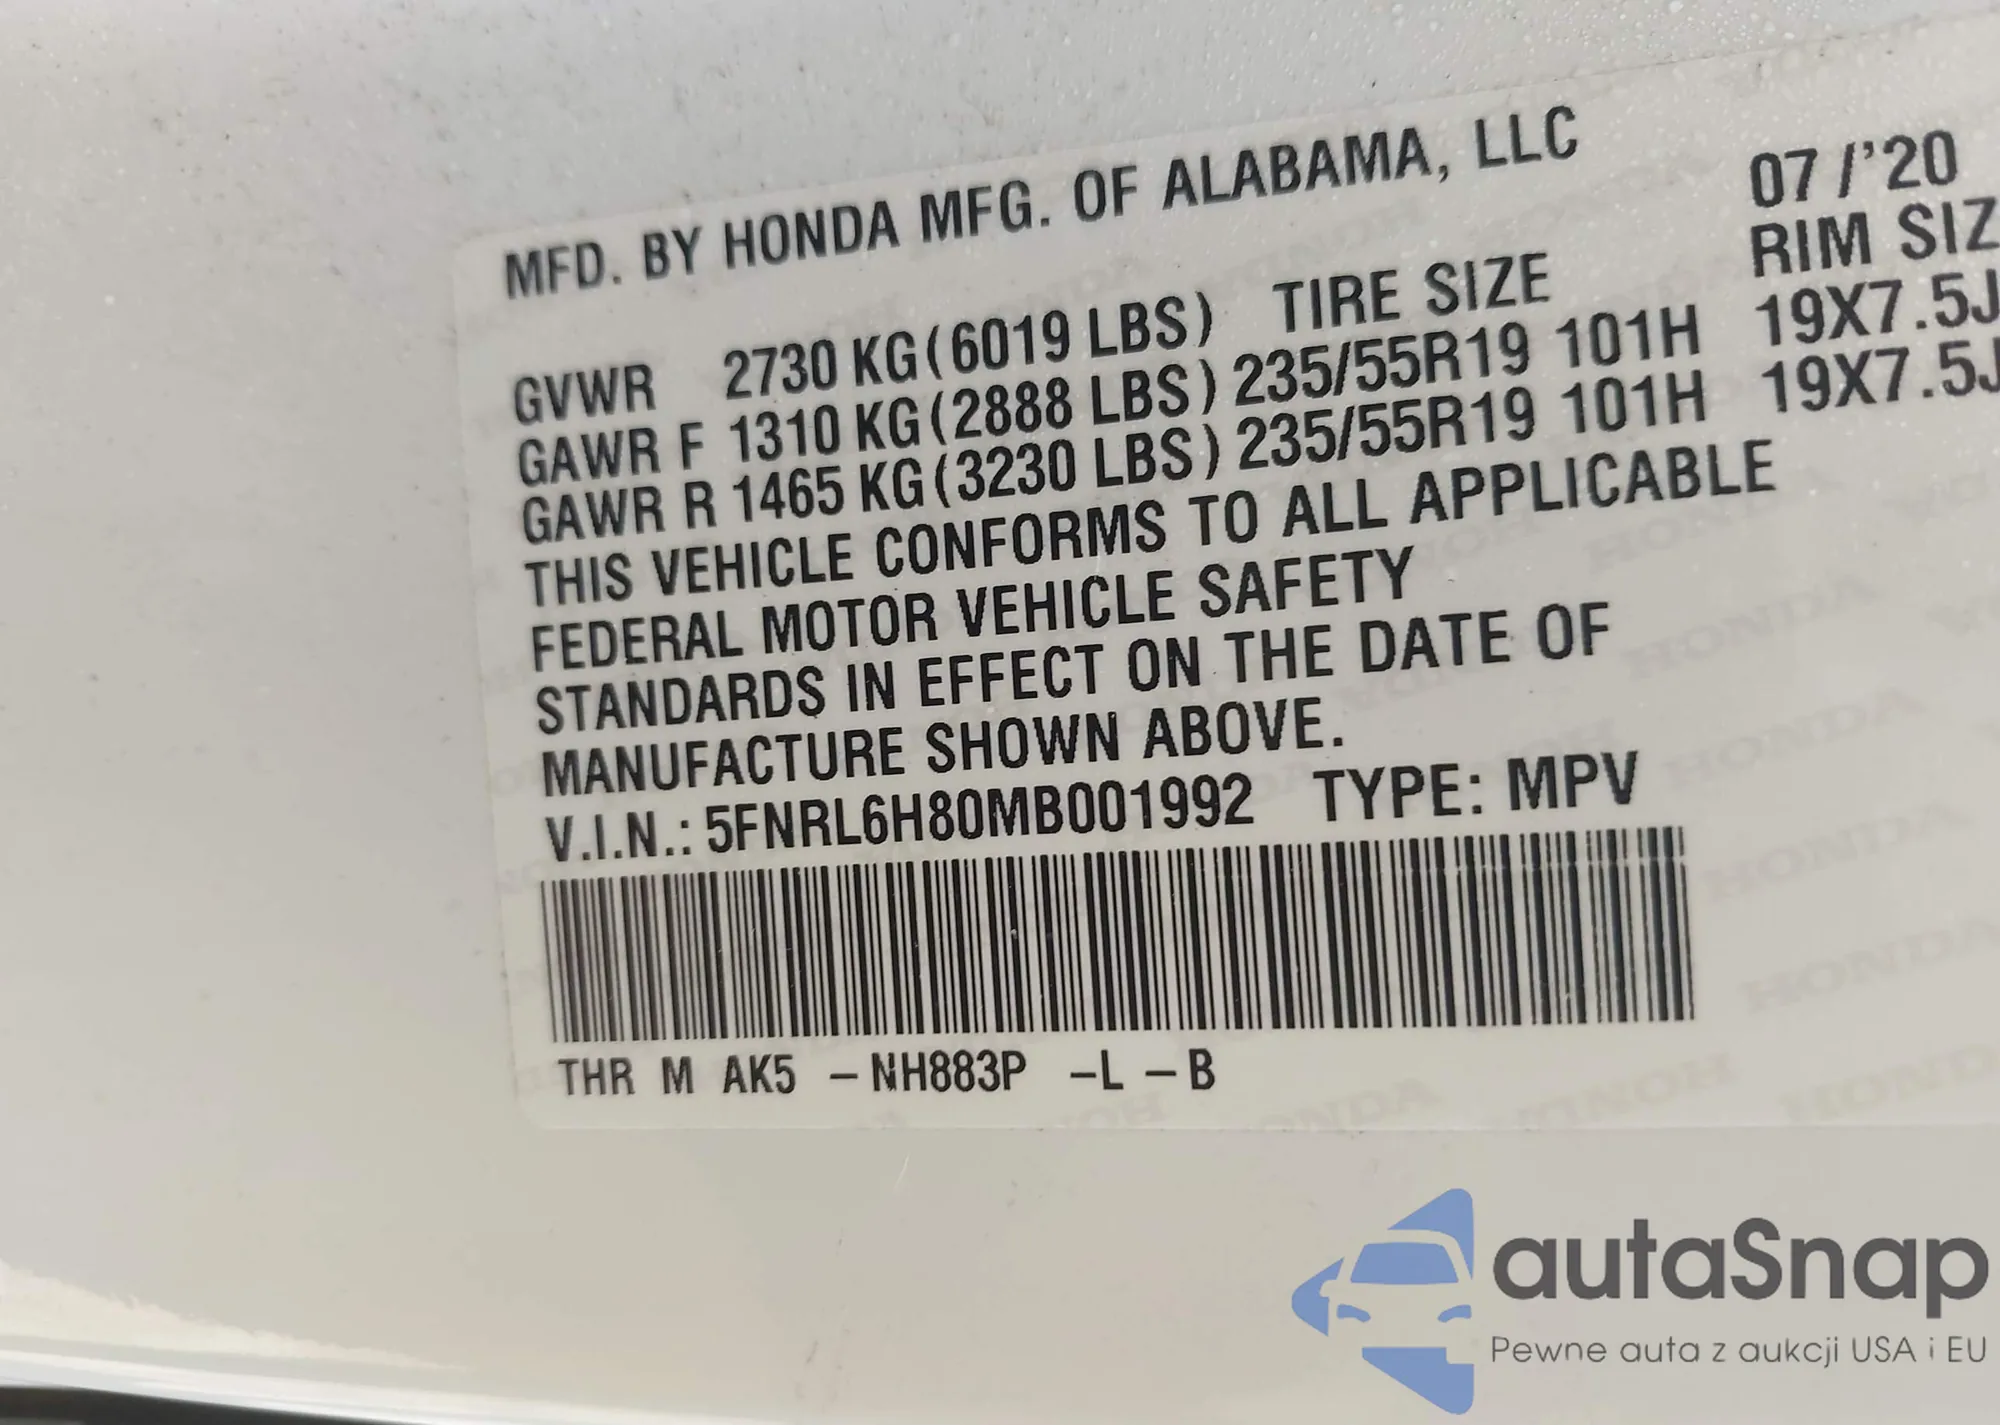 MFD. BY HONDA MFG. OF ALABAMA, LLC 07/'20
GVWR 2730 KG(6019 LBS) TIRE SIZE RIM SIZ
GAWR F 1310 KG(2888 LBS) 235/55R19 101H 19X7.5J
GAWR R 1465 KG(3230 LBS) 235/55R19 101H 19X7.5J
THIS VEHICLE CONFORMS TO ALL APPLICABLE
FEDERAL MOTOR VEHICLE SAFETY
STANDARDS IN EFFECT ON THE DATE OF
MANUFACTURE SHOWN ABOVE.
V.I.N.: 5FNRL6H80MB001992 TYPE: MPV
THR M AK5 –NH883P –L –B
autaSnap
Pewne auta z aukcji USA i EU